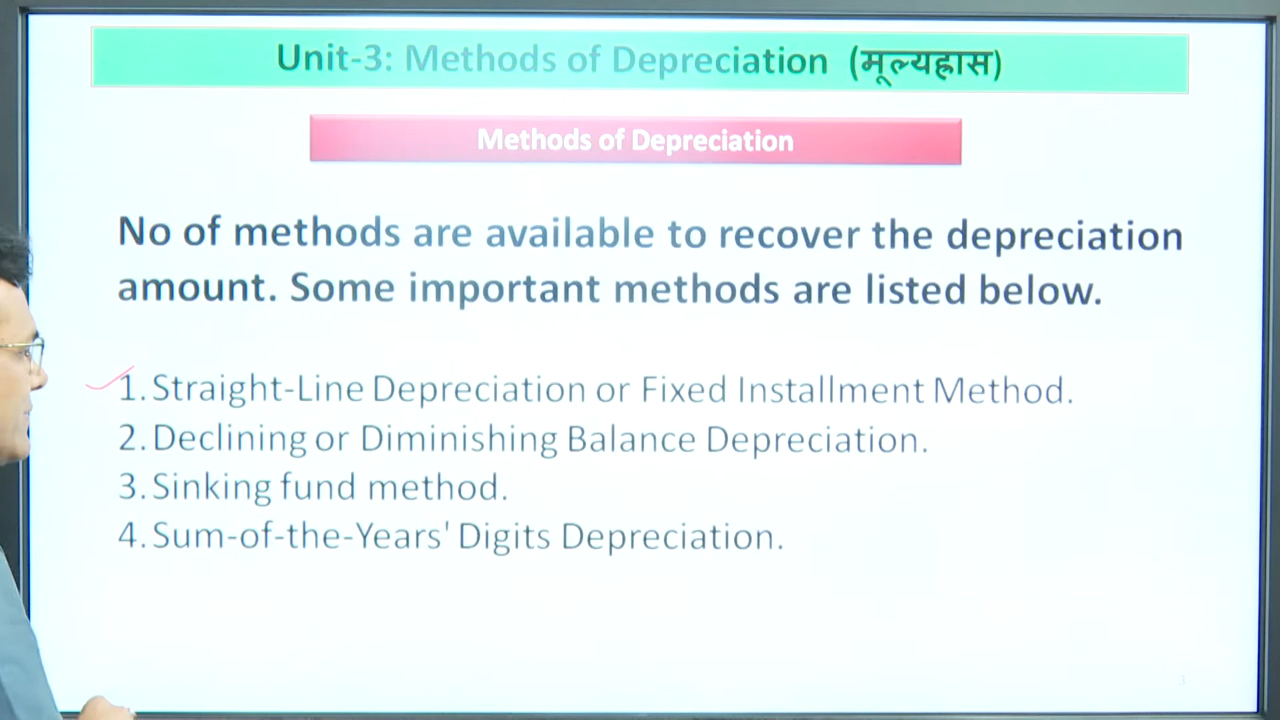 Unit-3: Methods of Depreciation (मूल्यह्रास)
Methods of Depreciation
No of methods are available to recover the depreciation
amount. Some important methods are listed below.
1. Straight-Line Depreciation or Fixed Installment Method.
2. Declining or Diminishing Balance Depreciation.
3. Sinking fund method.
4. Sum-of-the-Years' Digits Depreciation.
3